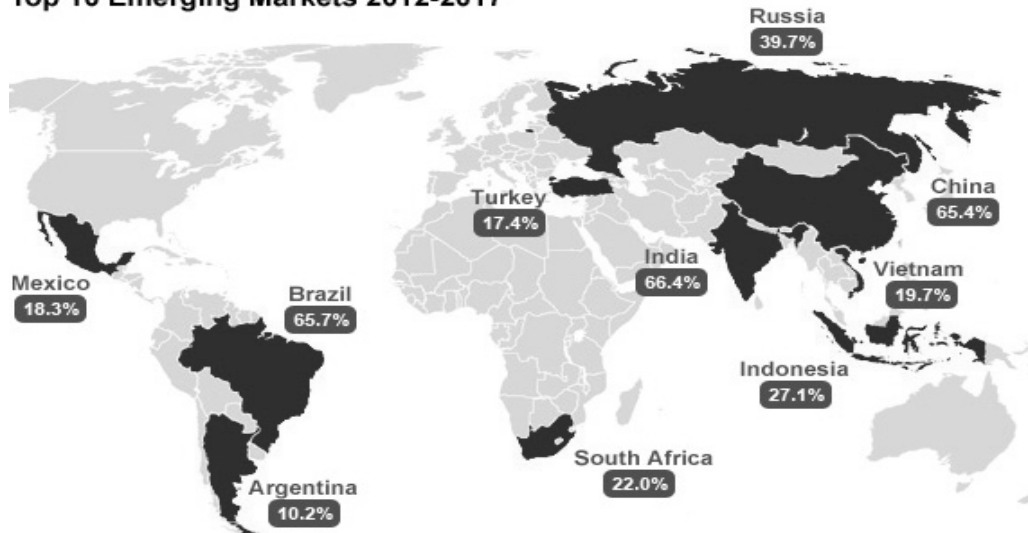 Top 10 Emerging Markets 2012-2017
Russia
39.7%
China
65.4%
Turkey
17.4%
India
66.4%
Vietnam
19.7%
Mexico
18.3%
Brazil
65.7%
Indonesia
27.1%
South Africa
22.0%
Argentina
10.2%